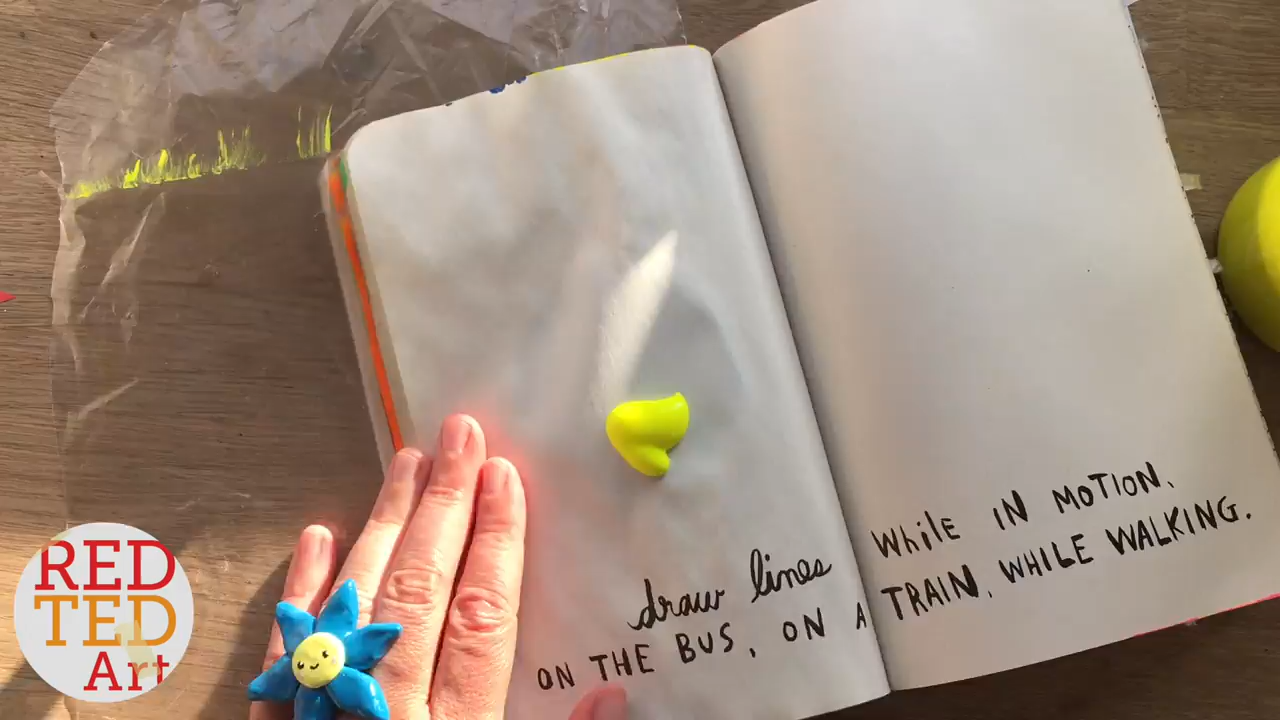 draw lines While IN MOTION,
ON THE BUS, ON A TRAIN, WHILE WALKING.
RED
TED
Art